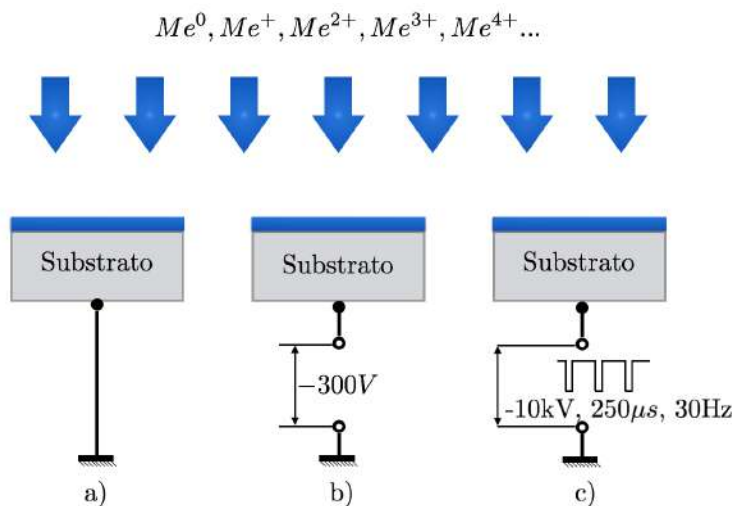 Me⁰, Me⁺, Me²⁺, Me³⁺, Me⁴⁺...
Substrato Substrato Substrato
−300V
-10kV, 250μs, 30Hz
a) b) c)